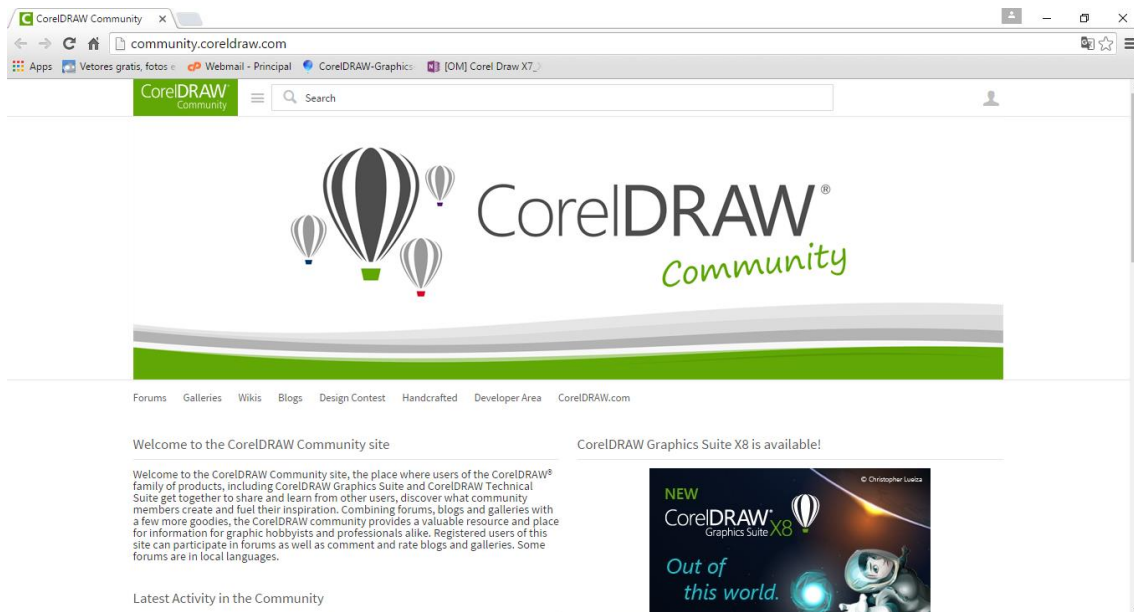 CorelDRAW Community
community.coreldraw.com
Apps Vetores gratis, fotos e Webmail - Principal CorelDRAW-Graphics- [OM] Corel Draw X7_
CorelDRAW
Community
Search
CorelDRAW®
Community
Forums Galleries Wikis Blogs Design Contest Handcrafted Developer Area CorelDRAW.com
Welcome to the CorelDRAW Community site
Welcome to the CorelDRAW Community site, the place where users of the CorelDRAW®
family of products, including CorelDRAW Graphics Suite and CorelDRAW Technical
Suite get together to share and learn from other users, discover what community
members create and fuel their inspiration. Combining forums, blogs and galleries with
a few more goodies, the CorelDRAW community provides a valuable resource and place
for information for graphic hobbyists and professionals alike. Registered users of this
site can participate in forums as well as comment and rate blogs and galleries. Some
forums are in local languages.
Latest Activity in the Community
CorelDRAW Graphics Suite X8 is available!
© Christopher Lueiza
NEW
CorelDRAW®
Graphics Suite X8
Out of
this world.